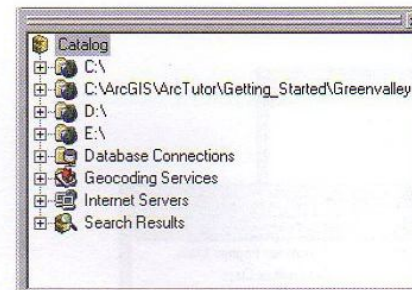 Catalog
C:\
C:\ArcGIS\ArcTutor\Getting_Started\Greenvalley
D:\
E:\
Database Connections
Geocoding Services
Internet Servers
Search Results